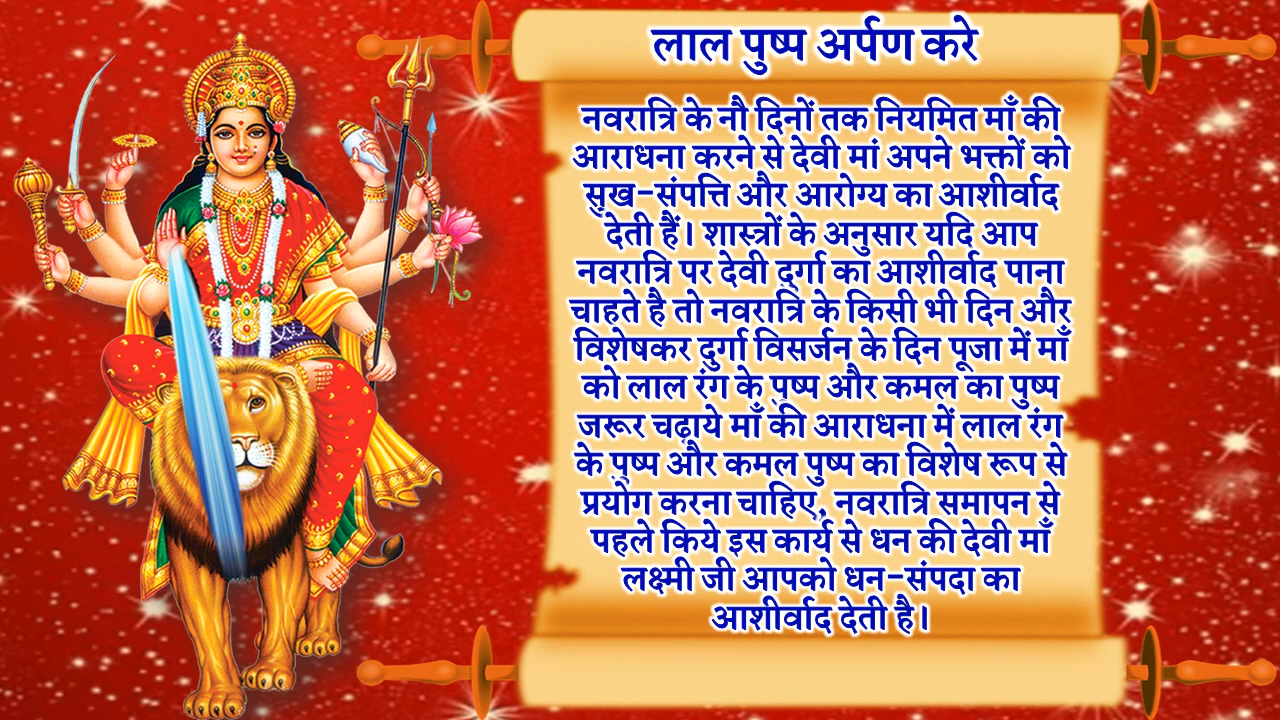 लाल पुष्प अर्पण करे
नवरात्रि के नौ दिनों तक नियमित माँ की
आराधना करने से देवी मां अपने भक्तों को
सुख-संपत्ति और आरोग्य का आशीर्वाद
देती हैं। शास्त्रों के अनुसार यदि आप
नवरात्रि पर देवी दुर्गा का आशीर्वाद पाना
चाहते है तो नवरात्रि के किसी भी दिन और
विशेषकर दुर्गा विसर्जन के दिन पूजा में माँ
को लाल रंग के पुष्प और कमल का पुष्प
जरूर चढ़ाये माँ की आराधना में लाल रंग
के पुष्प और कमल पुष्प का विशेष रूप से
प्रयोग करना चाहिए, नवरात्रि समापन से
पहले किये इस कार्य से धन की देवी माँ
लक्ष्मी जी आपको धन-संपदा का
आशीर्वाद देती है।